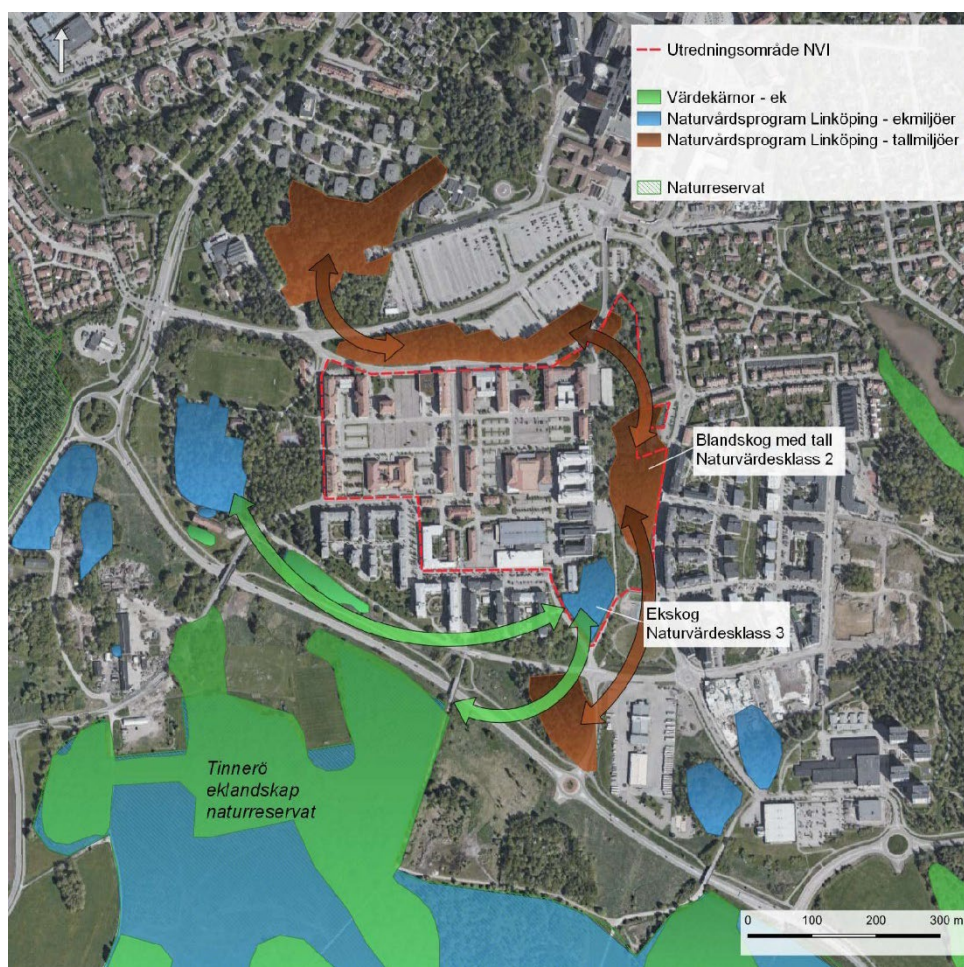 Utredningsområde NVI
Värdekärnor - ek
Naturvårdsprogram Linköping - ekmiljöer
Naturvårdsprogram Linköping - tallmiljöer
Naturreservat
Blandskog med tall
Naturvärdesklass 2
Ekskog
Naturvärdesklass 3
Tinnerö
eklandskap
naturreservat
0 100 200 300 m